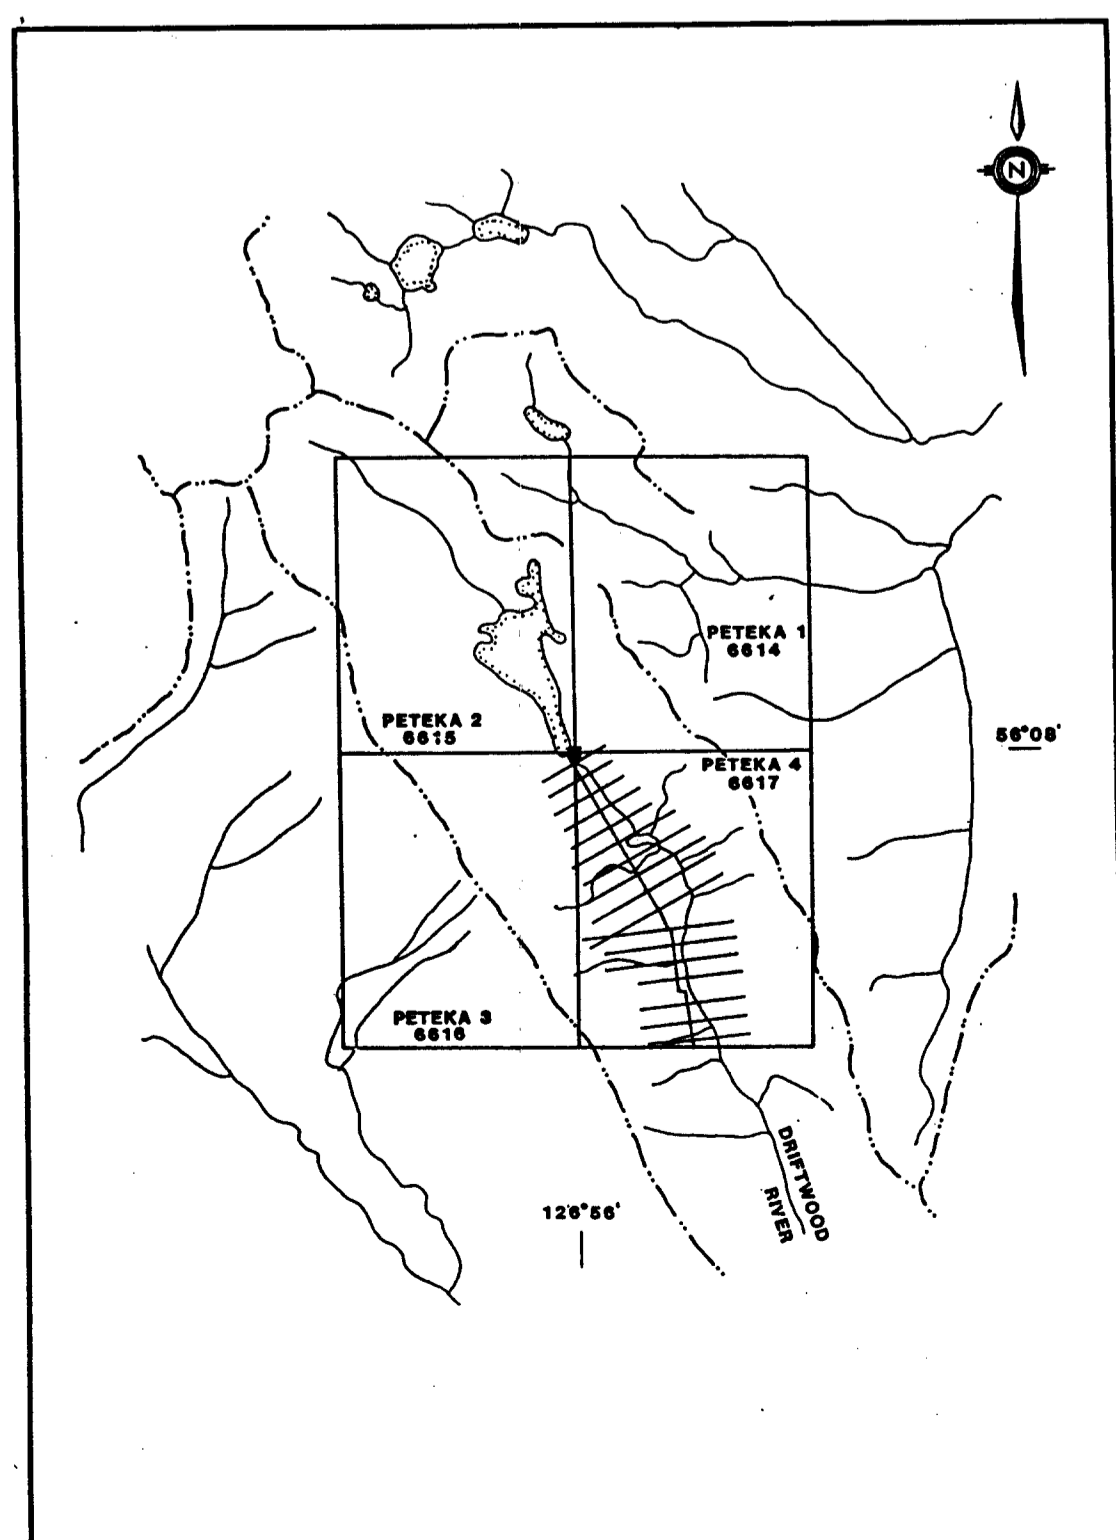 N
PETEKA 1
6614
PETEKA 2
6615
56°08'
PETEKA 4
6617
PETEKA 3
6616
DRIFTWOOD
RIVER
126°56'